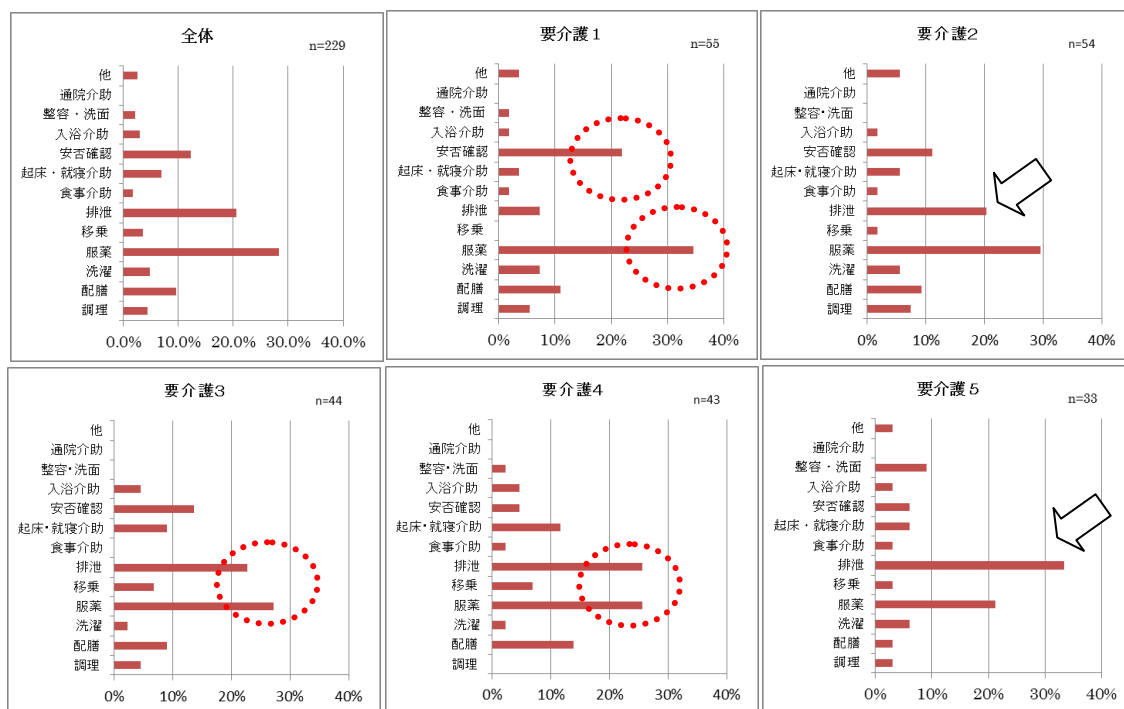 全体
n=229
他
通院介助
整容・洗面
入浴介助
安否確認
起床・就寝介助
食事介助
排泄
移乗
服薬
洗濯
配膳
調理
0.0% 10.0% 20.0% 30.0% 40.0%
要介護1
n=55
他
通院介助
整容・洗面
入浴介助
安否確認
起床・就寝介助
食事介助
排泄
移乗
服薬
洗濯
配膳
調理
0% 10% 20% 30% 40%
要介護2
n=54
他
通院介助
整容・洗面
入浴介助
安否確認
起床・就寝介助
食事介助
排泄
移乗
服薬
洗濯
配膳
調理
0% 10% 20% 30% 40%
要介護3
n=44
他
通院介助
整容・洗面
入浴介助
安否確認
起床・就寝介助
食事介助
排泄
移乗
服薬
洗濯
配膳
調理
0% 10% 20% 30% 40%
要介護4
n=43
他
通院介助
整容・洗面
入浴介助
安否確認
起床・就寝介助
食事介助
排泄
移乗
服薬
洗濯
配膳
調理
0% 10% 20% 30% 40%
要介護5
n=33
他
通院介助
整容・洗面
入浴介助
安否確認
起床・就寝介助
食事介助
排泄
移乗
服薬
洗濯
配膳
調理
0% 10% 20% 30% 40%